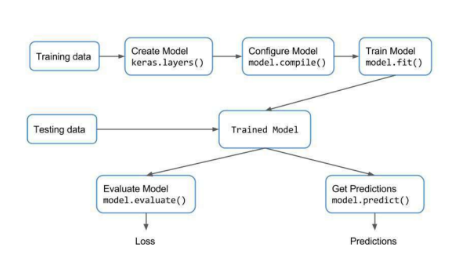 Training data
Create Model
keras.layers()
Configure Model
model.compile()
Train Model
model.fit()
Testing data
Trained Model
Evaluate Model
model.evaluate()
Get Predictions
model.predict()
Loss
Predictions